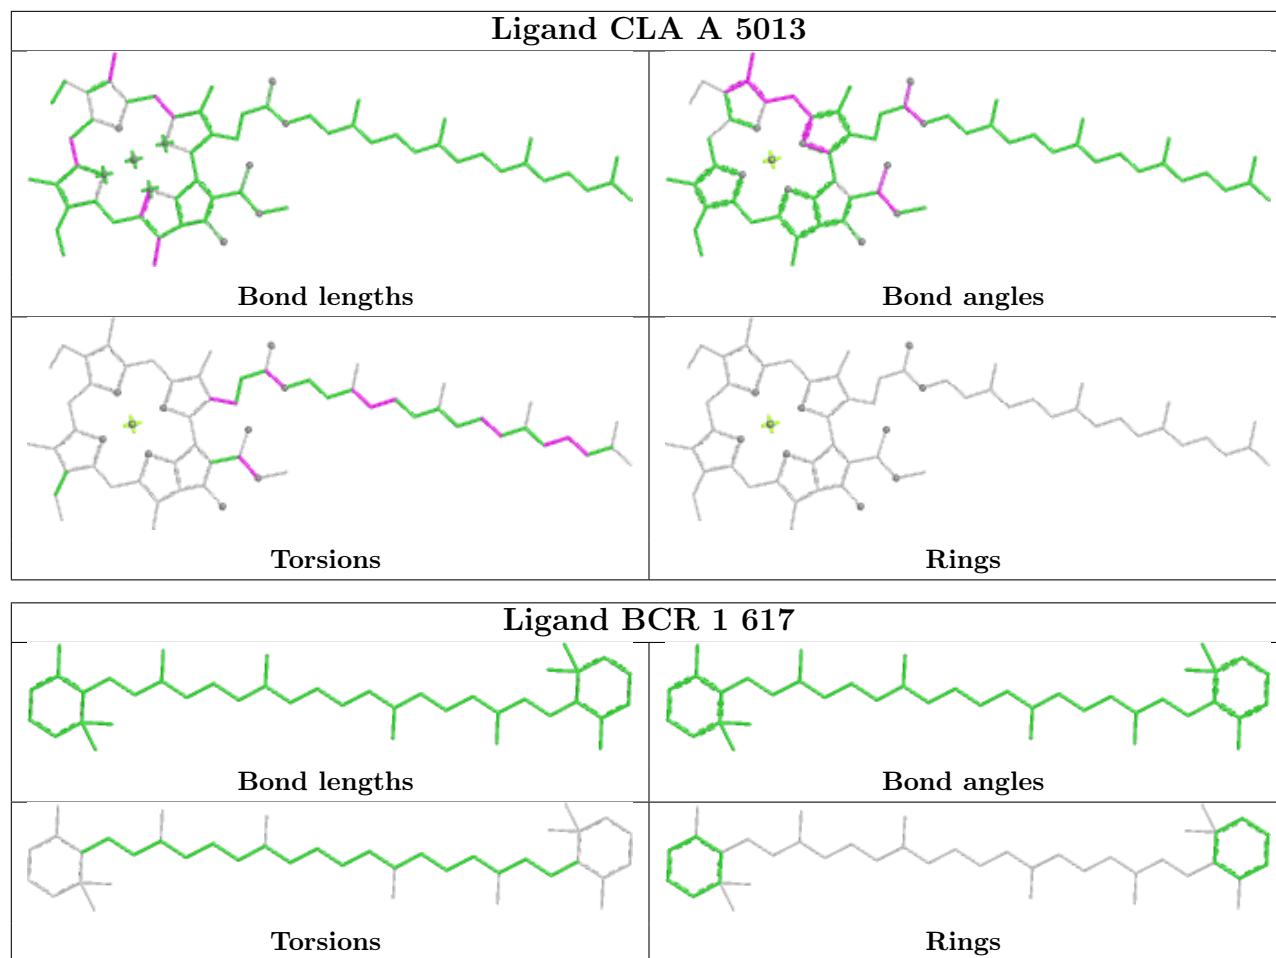 Ligand CLA A 5013
Bond lengths
Bond angles
Torsions
Rings
Ligand BCR 1 617
Bond lengths
Bond angles
Torsions
Rings